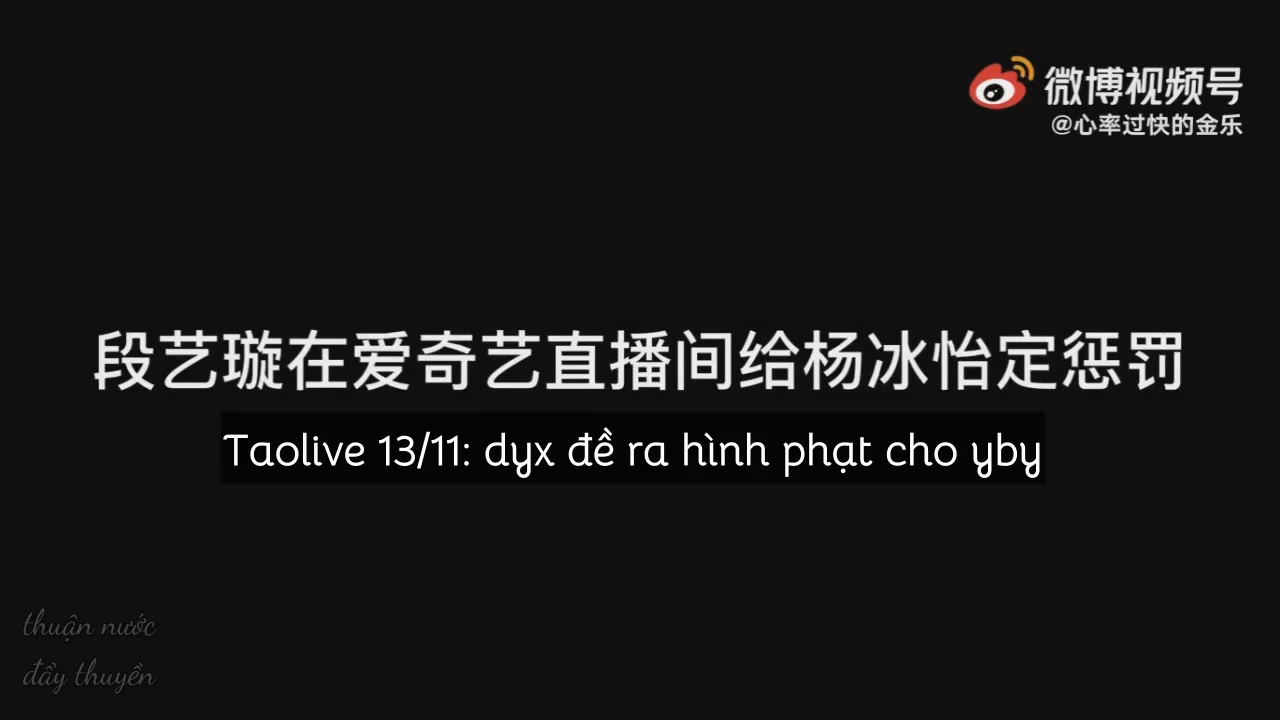 微博视频号
@心率过快的金乐
段艺璇在爱奇艺直播间给杨冰怡定惩罚
Taolive 13/11: dyx đề ra hình phạt cho yby
thuận nước
đẩy thuyền